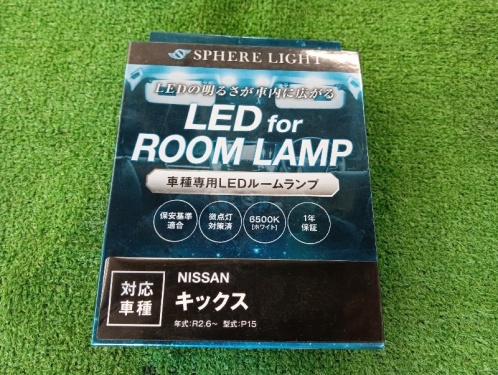 SPHERE LIGHT
LEDの明るさが車内に広がる
LED for
ROOM LAMP
車種専用LEDルームランプ
保安基準
適合
微点灯
対策済
6500K
[ホワイト]
1年
保証
対応
車種
NISSAN
キックス
年式:R2.6~ 型式:P15